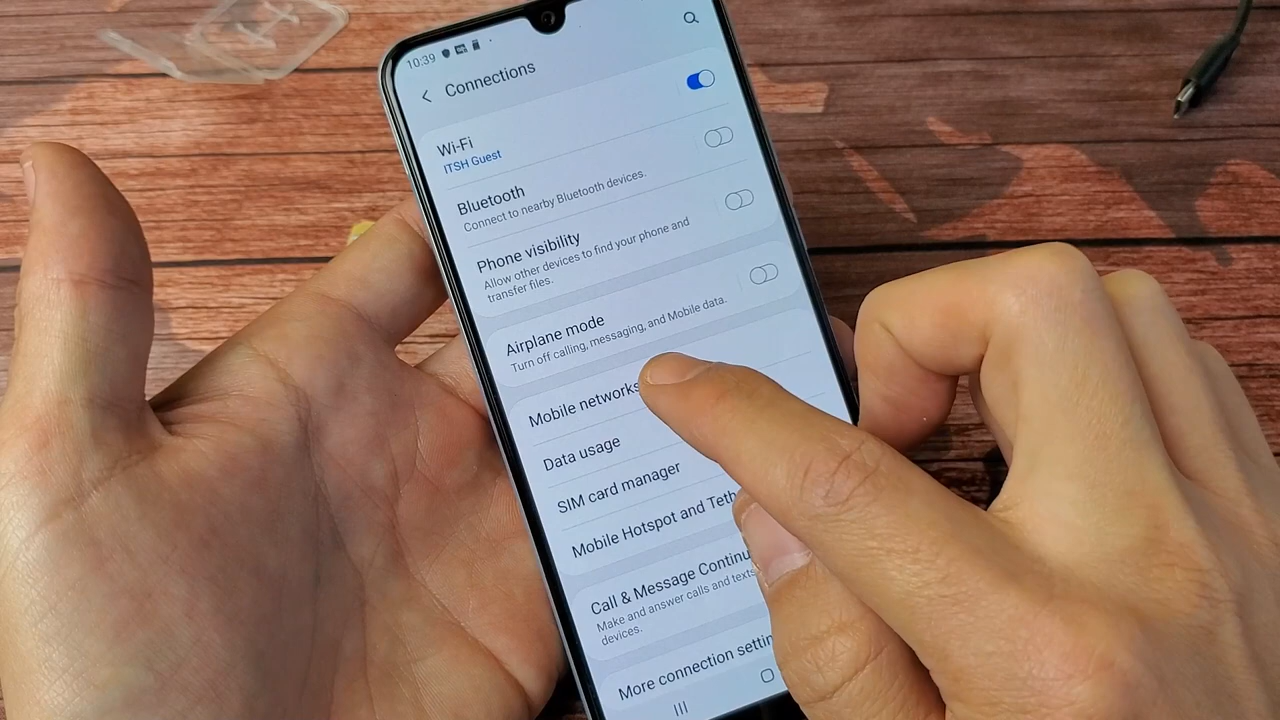 10:39
Connections
Wi-Fi
ITSH Guest
Bluetooth
Connect to nearby Bluetooth devices.
Phone visibility
Allow other devices to find your phone and
transfer files.
Airplane mode
Turn off calling, messaging, and Mobile data.
Mobile networks
Data usage
SIM card manager
Mobile Hotspot and Teth
Call & Message Continu
Make and answer calls and texts
devices.
More connection settin